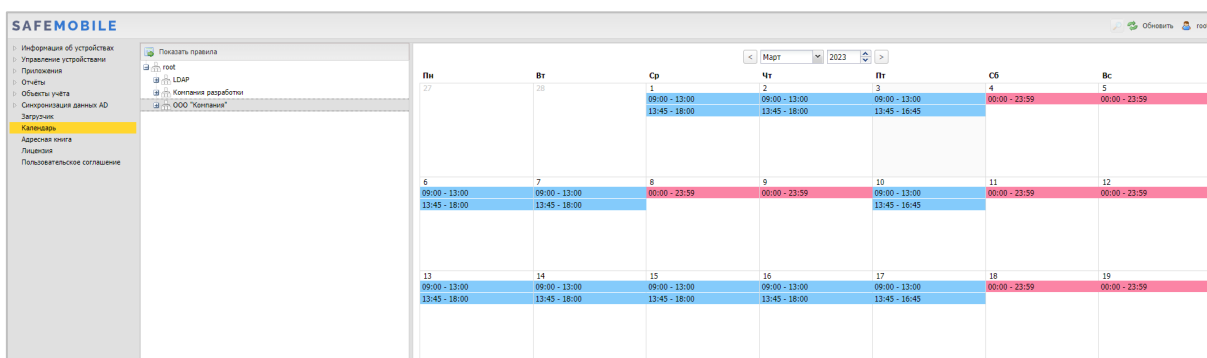 SAFEMOBILE
Обновить root
Информация об устройствах
Управление устройствами
Приложения
Отчёты
Объекты учёта
Синхронизация данных AD
Загрузчик
Календарь
Адресная книга
Лицензия
Пользовательское соглашение
Показать правила
root
LDAP
Компания разработки
ООО "Компания"
< Март 2023 >
Пн Вт Ср Чт Пт Сб Вс
27 28 1 2 3 4 5
09:00 - 13:00 09:00 - 13:00 09:00 - 13:00 00:00 - 23:59 00:00 - 23:59
13:45 - 18:00 13:45 - 18:00 13:45 - 16:45
6 7 8 9 10 11 12
09:00 - 13:00 09:00 - 13:00 00:00 - 23:59 00:00 - 23:59 09:00 - 13:00 00:00 - 23:59 00:00 - 23:59
13:45 - 18:00 13:45 - 18:00 13:45 - 16:45
13 14 15 16 17 18 19
09:00 - 13:00 09:00 - 13:00 09:00 - 13:00 09:00 - 13:00 09:00 - 13:00 00:00 - 23:59 00:00 - 23:59
13:45 - 18:00 13:45 - 18:00 13:45 - 18:00 13:45 - 18:00 13:45 - 16:45